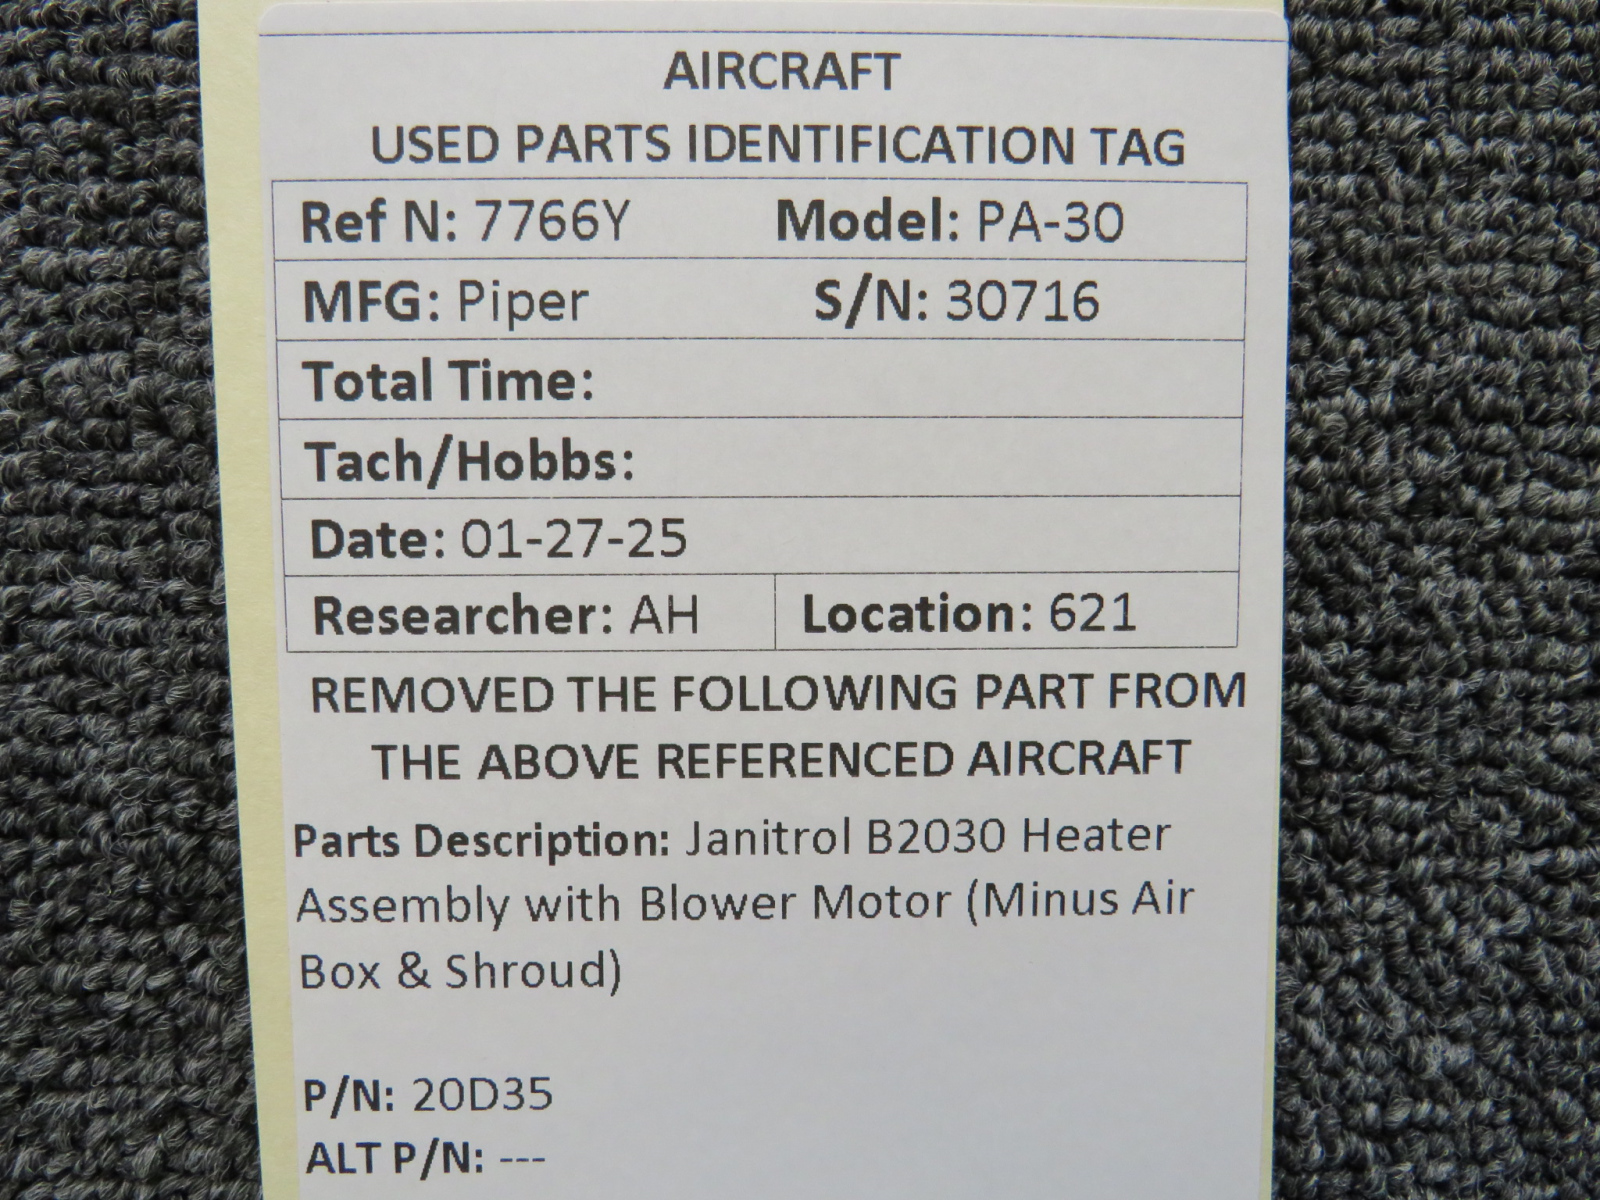 AIRCRAFT
USED PARTS IDENTIFICATION TAG
Ref N: 7766Y Model: PA-30
MFG: Piper S/N: 30716
Total Time:
Tach/Hobbs:
Date: 01-27-25
Researcher: AH Location: 621
REMOVED THE FOLLOWING PART FROM
THE ABOVE REFERENCED AIRCRAFT
Parts Description: Janitrol B2030 Heater
Assembly with Blower Motor (Minus Air
Box & Shroud)
P/N: 20D35
ALT P/N: ---